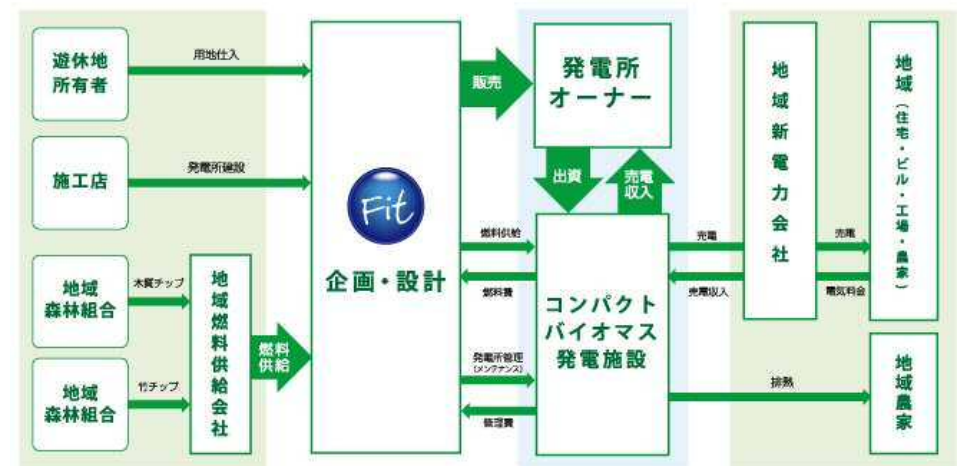 遊休地
所有者
用地仕入
施工店
発電所建設
地域
森林組合
木質チップ
地域
森林組合
竹チップ
地域燃料供給会社
燃料
供給
Fit
企画・設計
販売
発電所
オーナー
出資
売電
収入
燃料供給
燃料費
発電所管理
(メンテナンス)
管理費
コンパクト
バイオマス
発電施設
売電
売電収入
地域新電力会社
売電
電気料金
地域(住宅・ビル・工場・農家)
排熱
地域農家